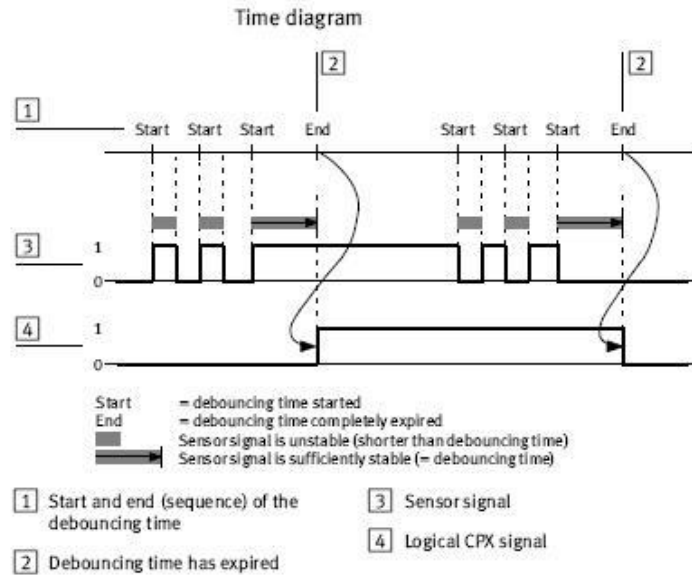 Time diagram
2 2
1
Start Start Start End Start Start Start End
3 1
0
4 1
0
Start = debouncing time started
End = debouncing time completely expired
Sensor signal is unstable (shorter than debouncing time)
Sensor signal is sufficiently stable (= debouncing time)
1 Start and end (sequence) of the
debouncing time
2 Debouncing time has expired
3 Sensor signal
4 Logical CPX signal